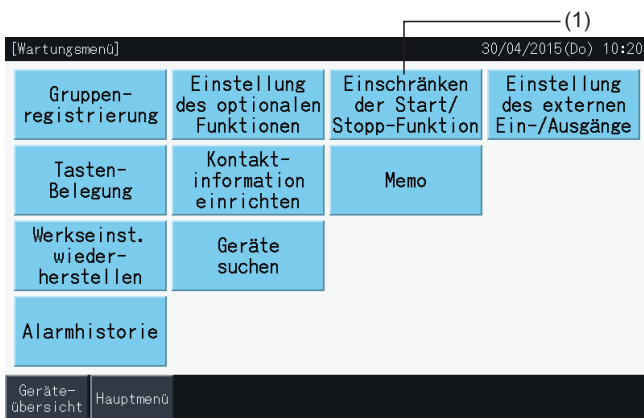 (1)
[Wartungsmenü] 30/04/2015(Do) 10:20
Gruppen-
registrierung
Einstellung
des optionalen
Funktionen
Einschränken
der Start/
Stopp-Funktion
Einstellung
des externen
Ein-/Ausgänge
Tasten-
Belegung
Kontakt-
information
einrichten
Memo
Werkseinst.
wieder-
herstellen
Geräte
suchen
Alarmhistorie
Geräte-
übersicht
Hauptmenü